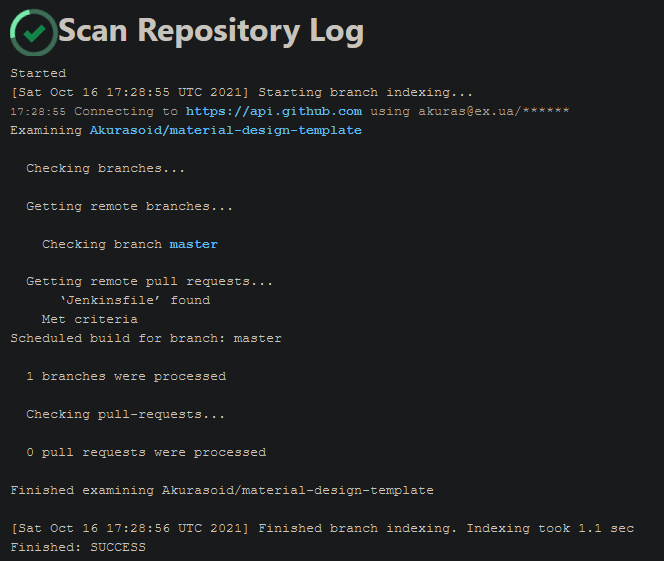 Scan Repository Log
Started
[Sat Oct 16 17:28:55 UTC 2021] Starting branch indexing...
17:28:55 Connecting to https://api.github.com using akuras@ex.ua/******
Examining Akurasoid/material-design-template
Checking branches...
Getting remote branches...
Checking branch master
Getting remote pull requests...
‘Jenkinsfile’ found
Met criteria
Scheduled build for branch: master
1 branches were processed
Checking pull-requests...
0 pull requests were processed
Finished examining Akurasoid/material-design-template
[Sat Oct 16 17:28:56 UTC 2021] Finished branch indexing. Indexing took 1.1 sec
Finished: SUCCESS